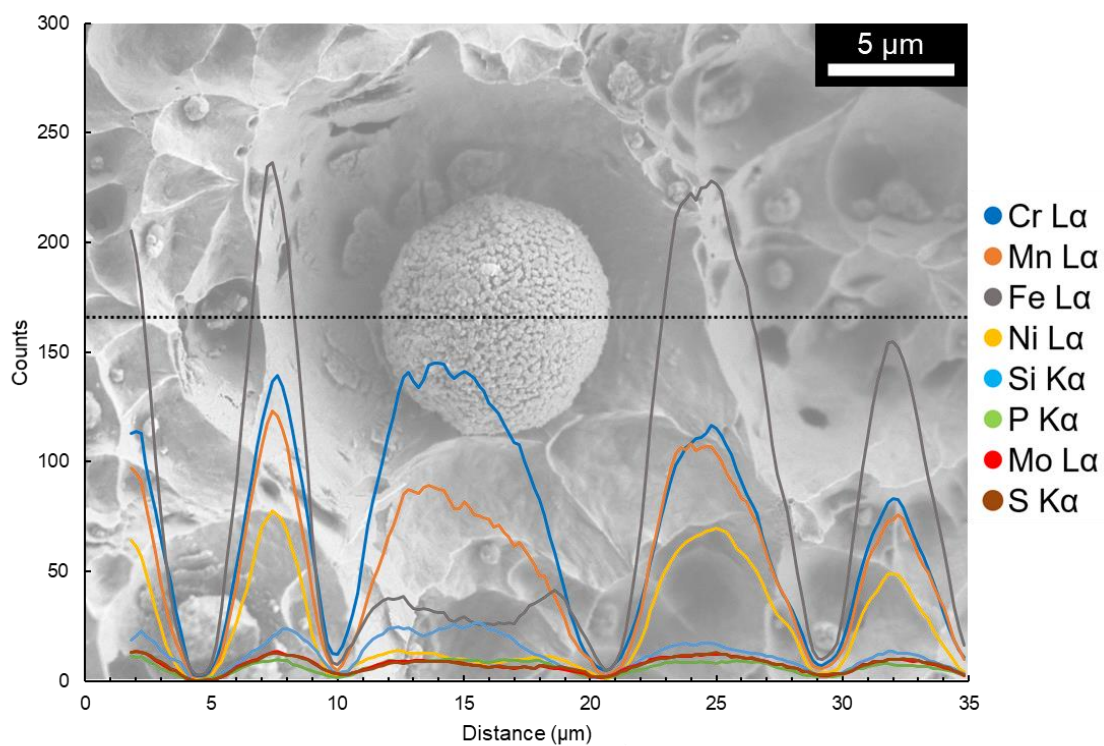 300
250
200
150
100
50
0
Counts
5 µm
0 5 10 15 20 25 30 35
Distance (µm)
Cr Lα
Mn Lα
Fe Lα
Ni Lα
Si Kα
P Kα
Mo Lα
S Kα